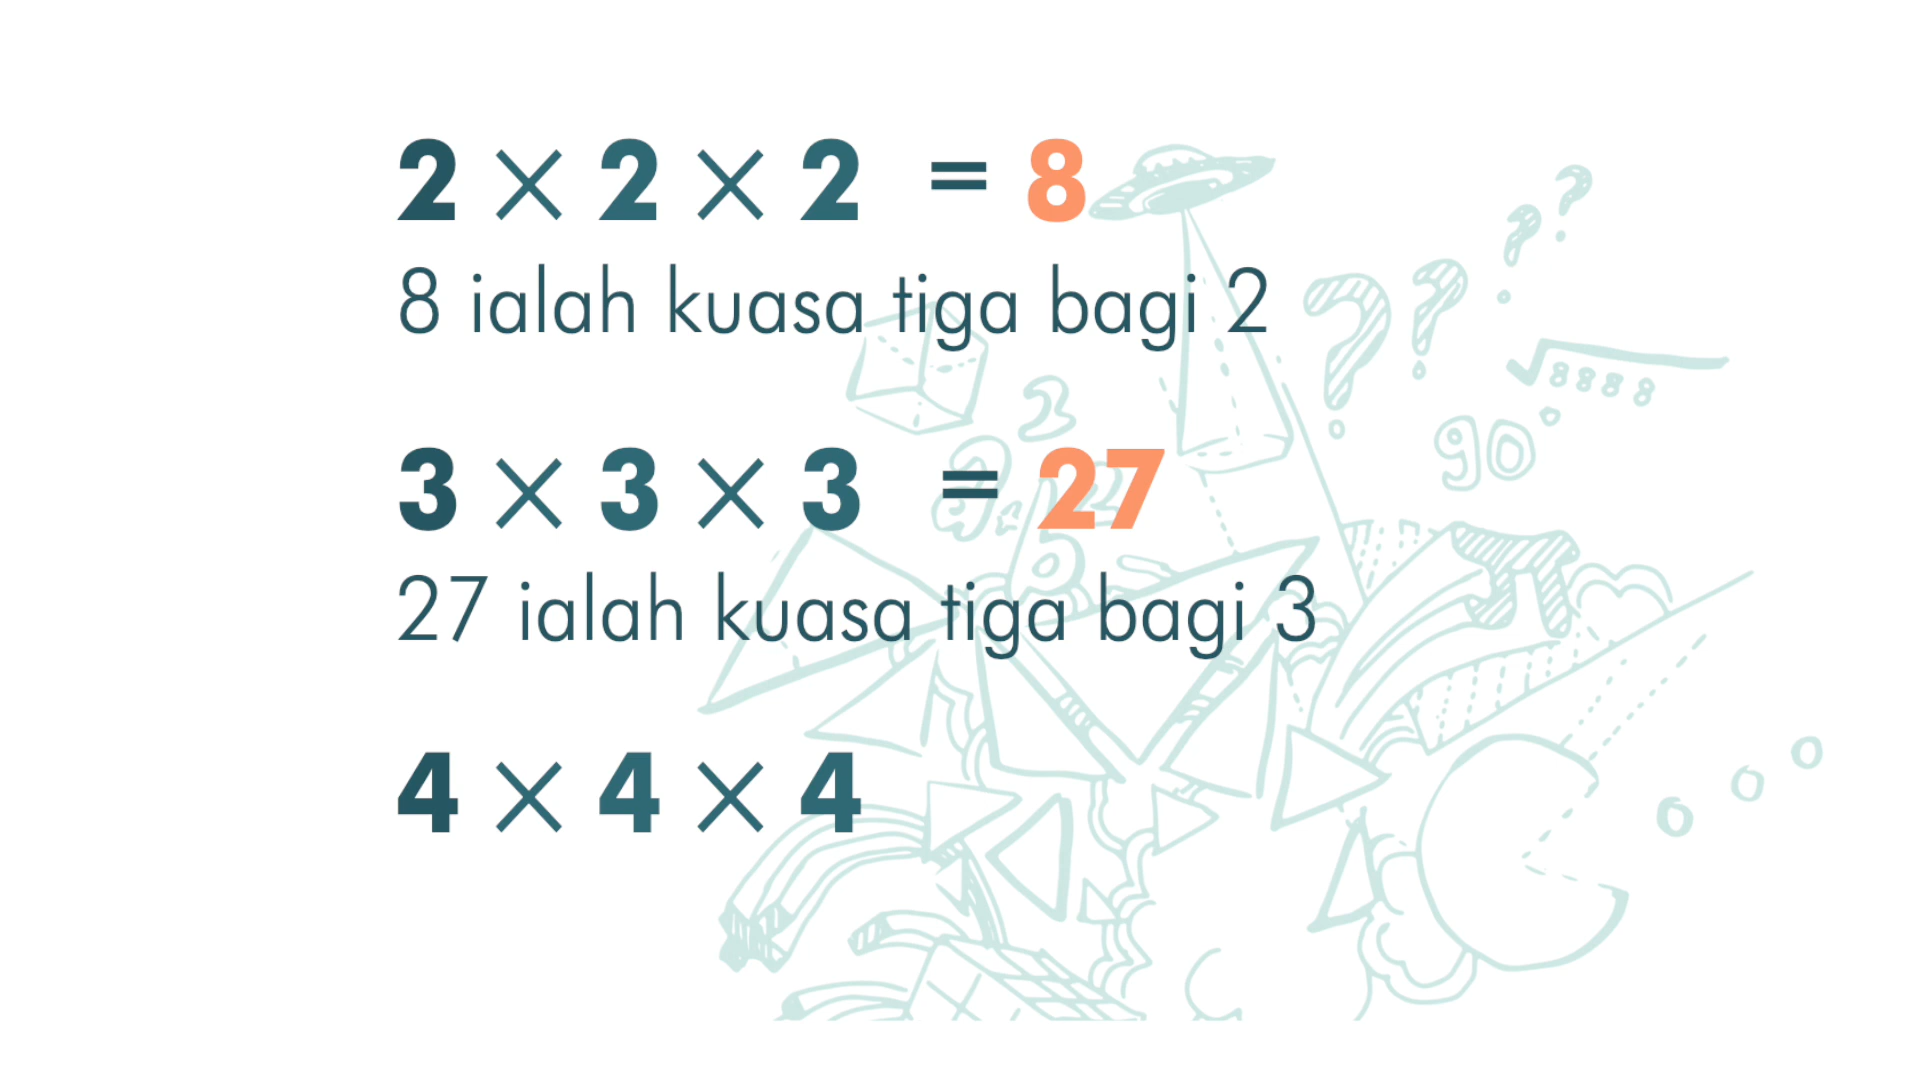 2 × 2 × 2 = 8
8 ialah kuasa tiga bagi 2
3 × 3 × 3 = 27
27 ialah kuasa tiga bagi 3
4 × 4 × 4